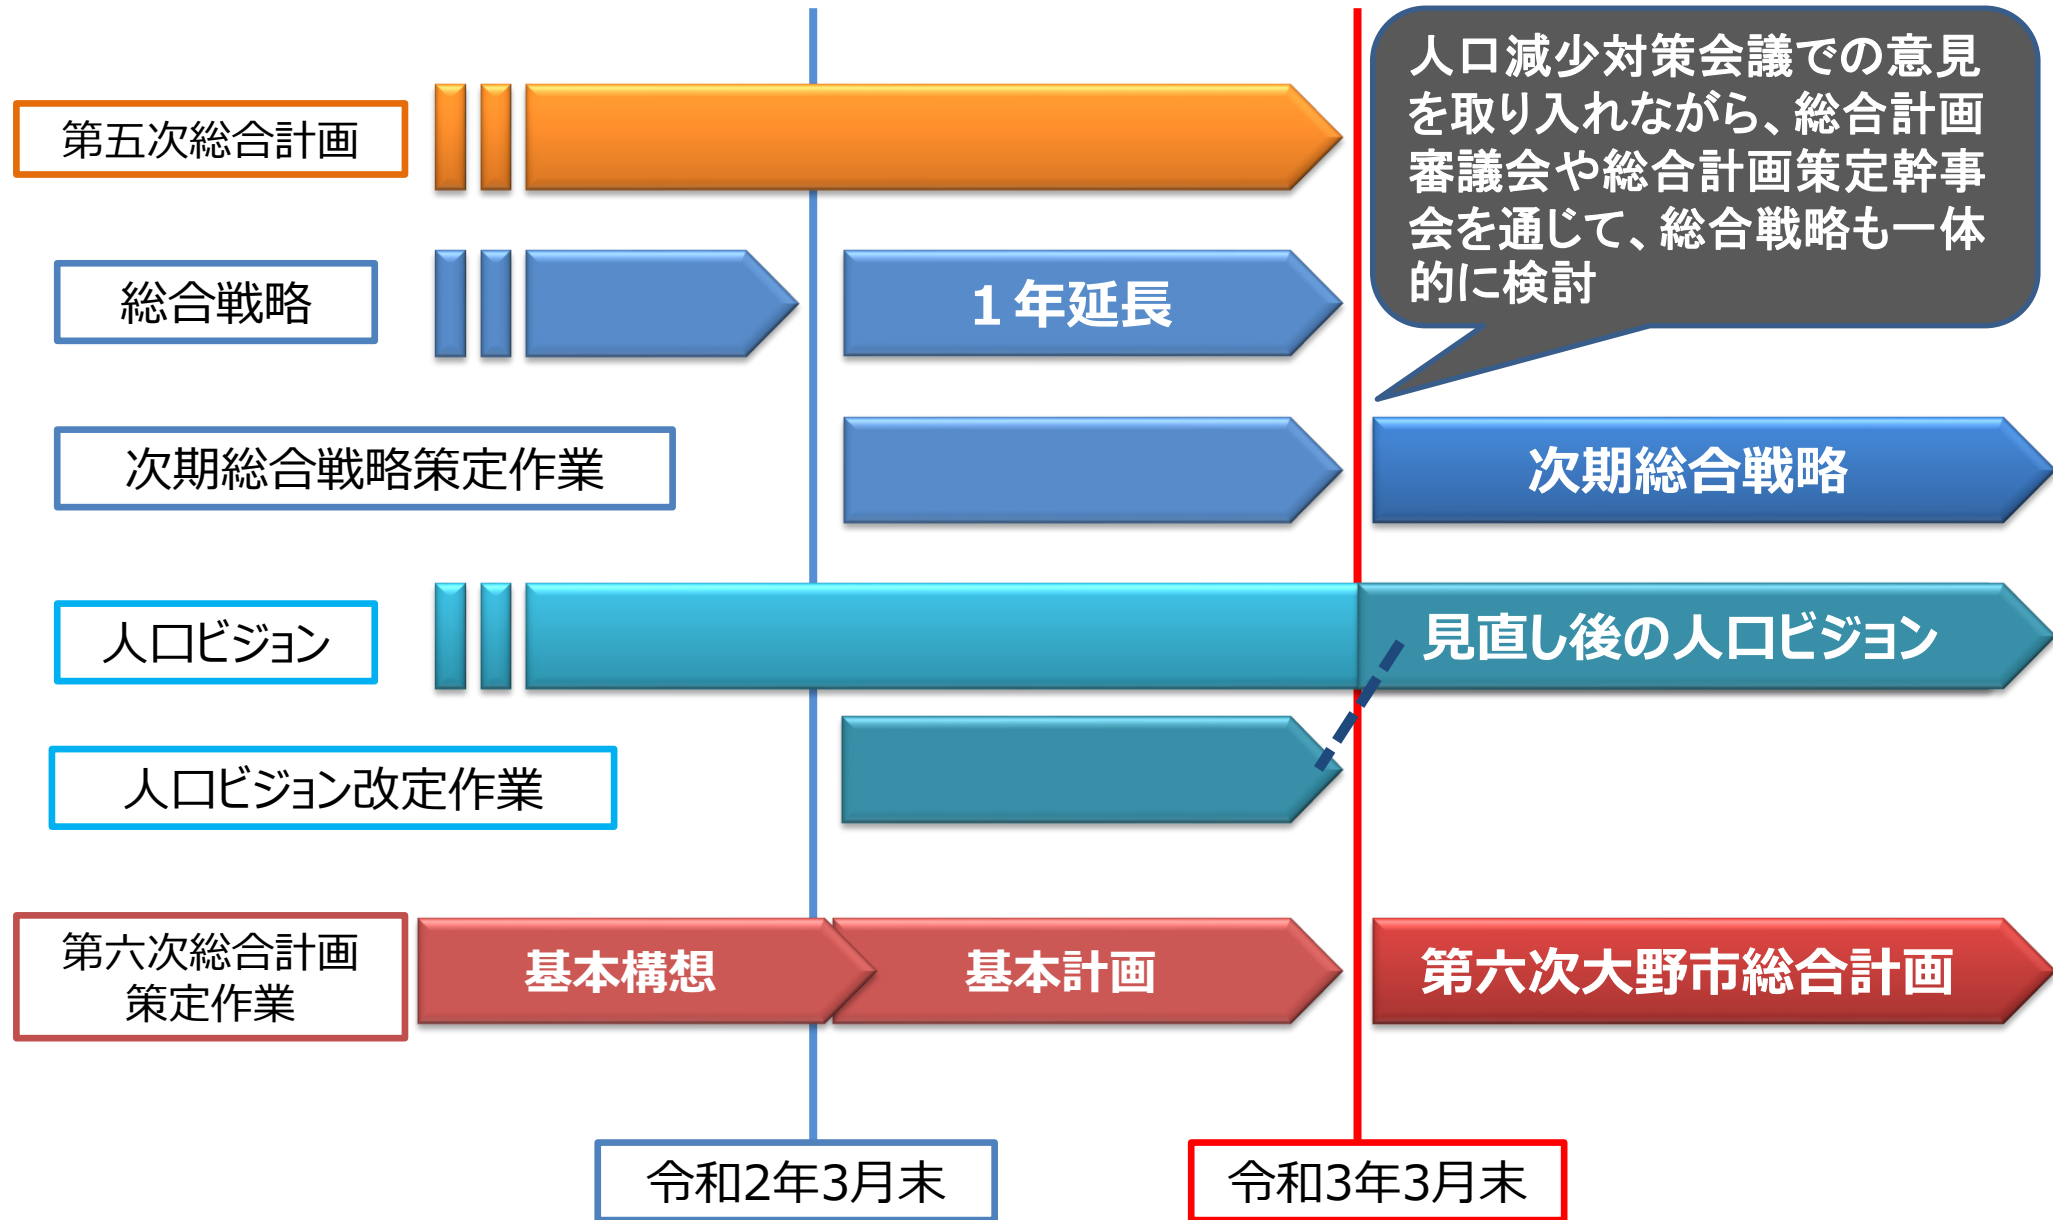 人口減少対策会議での意見
を取り入れながら、総合計画
審議会や総合計画策定幹事
会を通じて、総合戦略も一体
的に検討
第五次総合計画
総合戦略
１年延長
次期総合戦略策定作業
次期総合戦略
人口ビジョン
見直し後の人口ビジョン
人口ビジョン改定作業
第六次総合計画
策定作業
基本構想
基本計画
第六次大野市総合計画
令和2年3月末
令和3年3月末